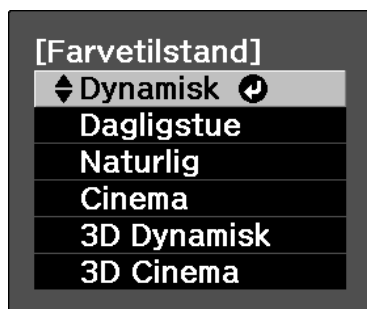 [Farvetilstand]
Dynamisk
Dagligstue
Naturlig
Cinema
3D Dynamisk
3D Cinema